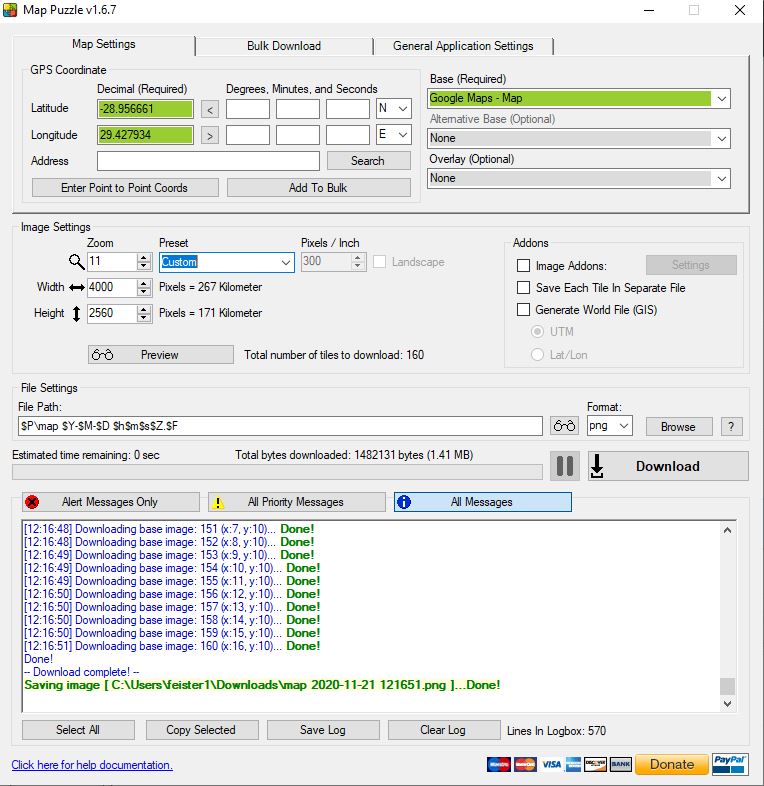 Map Puzzle v1.6.7
Map Settings
Bulk Download
General Application Settings
GPS Coordinate
Decimal (Required)
Degrees, Minutes, and Seconds
Latitude
-28.956661
<
N
Longitude
29.427934
>
E
Address
Search
Enter Point to Point Coords
Add To Bulk
Base (Required)
Google Maps - Map
Alternative Base (Optional)
None
Overlay (Optional)
None
Image Settings
Zoom
Preset
Pixels / Inch
11
Custom
300
Landscape
Width
4000
Pixels = 267 Kilometer
Height
2560
Pixels = 171 Kilometer
Preview
Total number of tiles to download: 160
Addons
Image Addons:
Settings
Save Each Tile In Separate File
Generate World File (GIS)
UTM
Lat/Lon
File Settings
File Path:
Format:
$P\map $Y-$M-$D $h$m$s$Z.$F
png
Browse
?
Estimated time remaining: 0 sec
Total bytes downloaded: 1482131 bytes (1.41 MB)
Download
Alert Messages Only
All Priority Messages
All Messages
[12:16:48] Downloading base image: 151 (x:7, y:10)... Done!
[12:16:49] Downloading base image: 152 (x:8, y:10)... Done!
[12:16:49] Downloading base image: 153 (x:9, y:10)... Done!
[12:16:49] Downloading base image: 154 (x:10, y:10)... Done!
[12:16:49] Downloading base image: 155 (x:11, y:10)... Done!
[12:16:50] Downloading base image: 156 (x:12, y:10)... Done!
[12:16:50] Downloading base image: 157 (x:13, y:10)... Done!
[12:16:50] Downloading base image: 158 (x:14, y:10)... Done!
[12:16:50] Downloading base image: 159 (x:15, y:10)... Done!
[12:16:51] Downloading base image: 160 (x:16, y:10)... Done!
Done!
-- Download complete! --
Saving image [ C:\Users\feister1\Downloads\map 2020-11-21 121651.png ]...Done!
Select All
Copy Selected
Save Log
Clear Log
Lines In Logbox: 570
Click here for help documentation.
Maestro
MasterCard
VISA
DISCOVER
BANK
Donate
PayPal